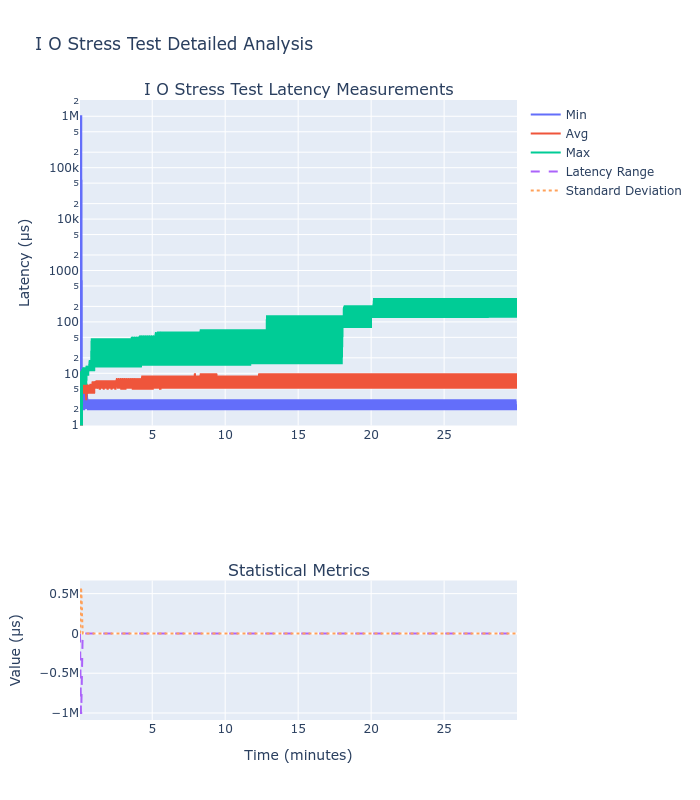 I O Stress Test Detailed Analysis
I O Stress Test Latency Measurements
2
1M
5
2
100k
5
2
10k
5
2
1000
5
2
100
5
2
10
5
2
1
Latency (μs)
5
10
15
20
25
Min
Avg
Max
Latency Range
Standard Deviation
Statistical Metrics
0.5M
0
−0.5M
−1M
Value (μs)
5
10
15
20
25
Time (minutes)